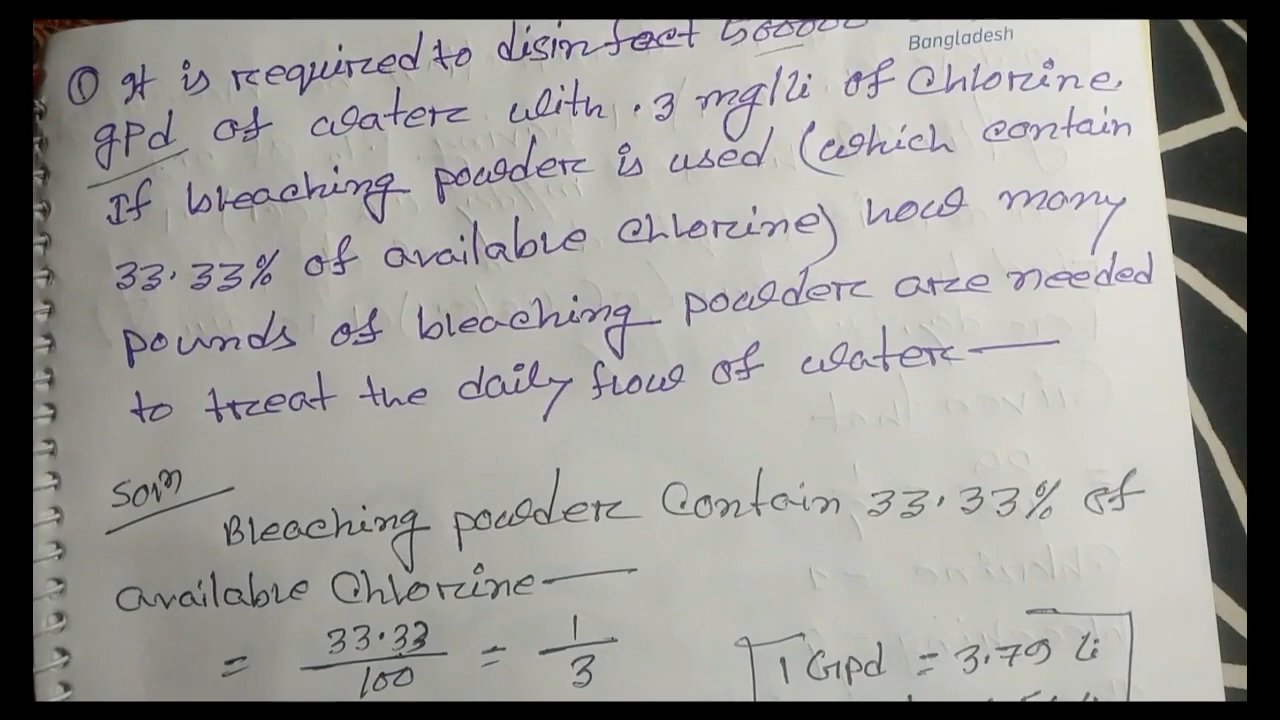 Bangladesh
① It is required to disinfect 500000
gpd of water with .3 mg/li of Chlorine.
If bleaching powder is used (which contain
33.33% of available Chlorine) how many
pounds of bleaching powder are needed
to treat the daily flow of water—
Soln
Bleaching powder Contain 33.33% of
available Chlorine—
= 33.33/100 = 1/3
1 Gpd = 3.79 li